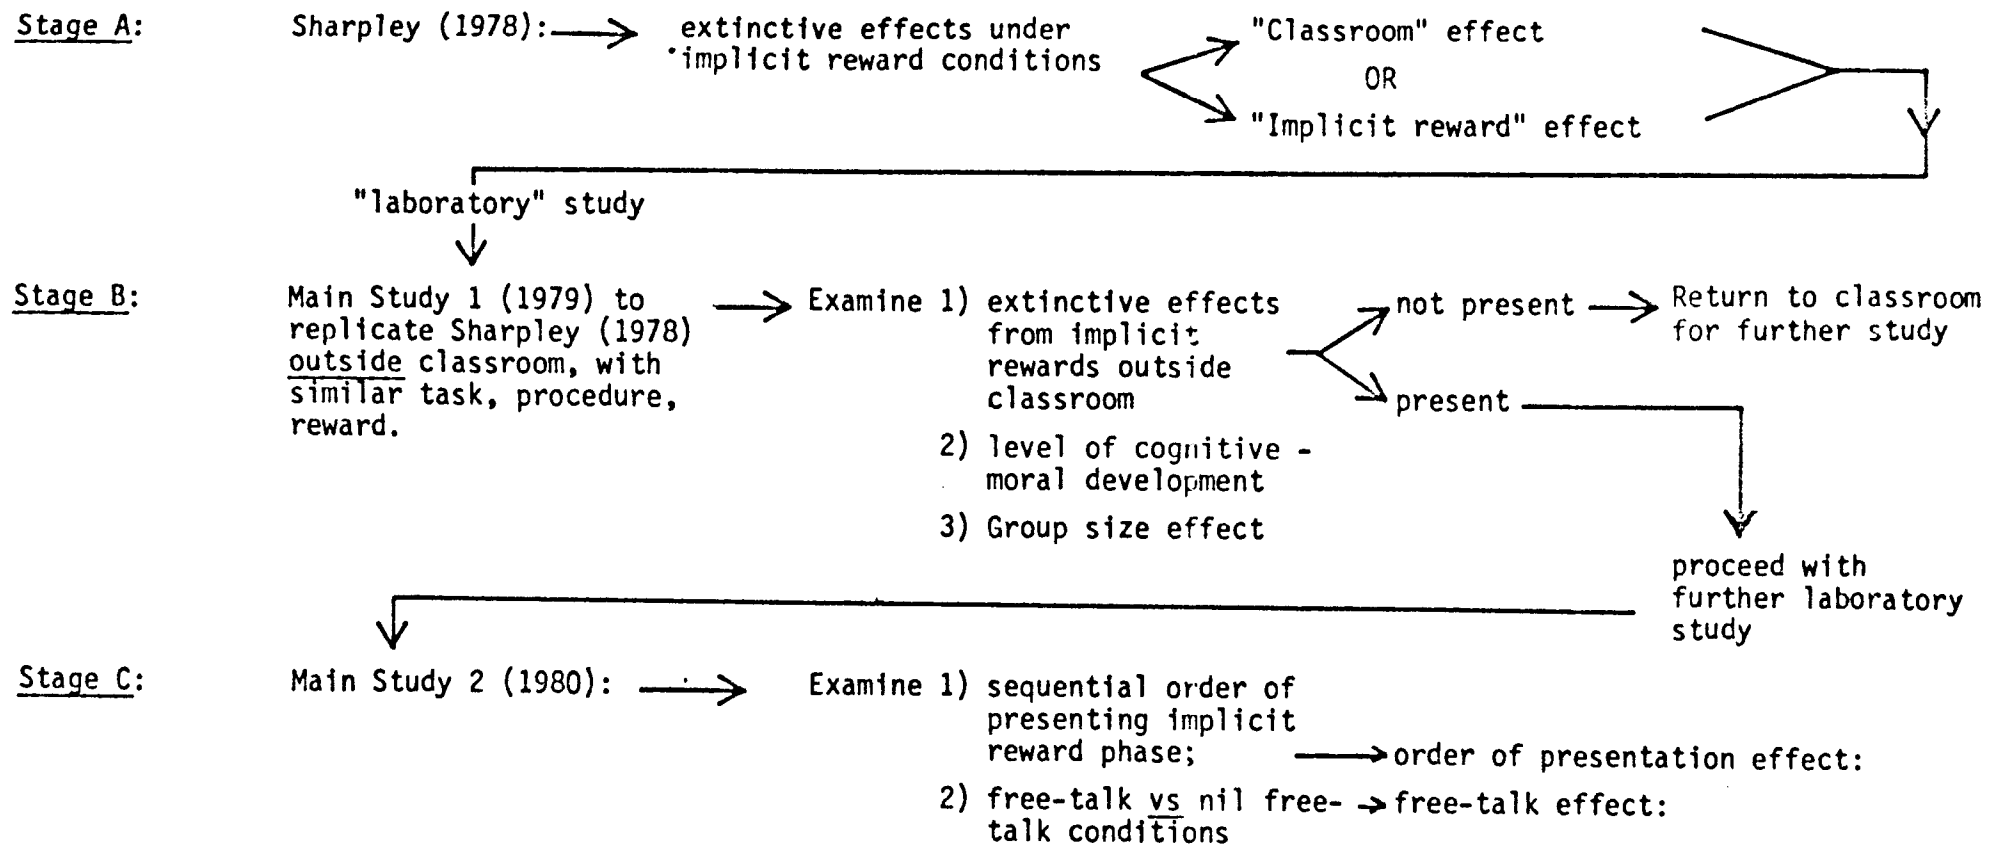 Stage A:
Sharpley (1978):
extinctive effects under
implicit reward conditions
"Classroom" effect
OR
"Implicit reward" effect
"laboratory" study
Stage B:
Main Study 1 (1979) to
replicate Sharpley (1978)
outside classroom, with
similar task, procedure,
reward.
Examine 1) extinctive effects
from implicit
rewards outside
classroom
2) level of cognitive -
moral development
3) Group size effect
not present
Return to classroom
for further study
present
proceed with
further laboratory
study
Stage C:
Main Study 2 (1980):
Examine 1) sequential order of
presenting implicit
reward phase;
order of presentation effect:
2) free-talk vs nil free-
talk conditions
free-talk effect: